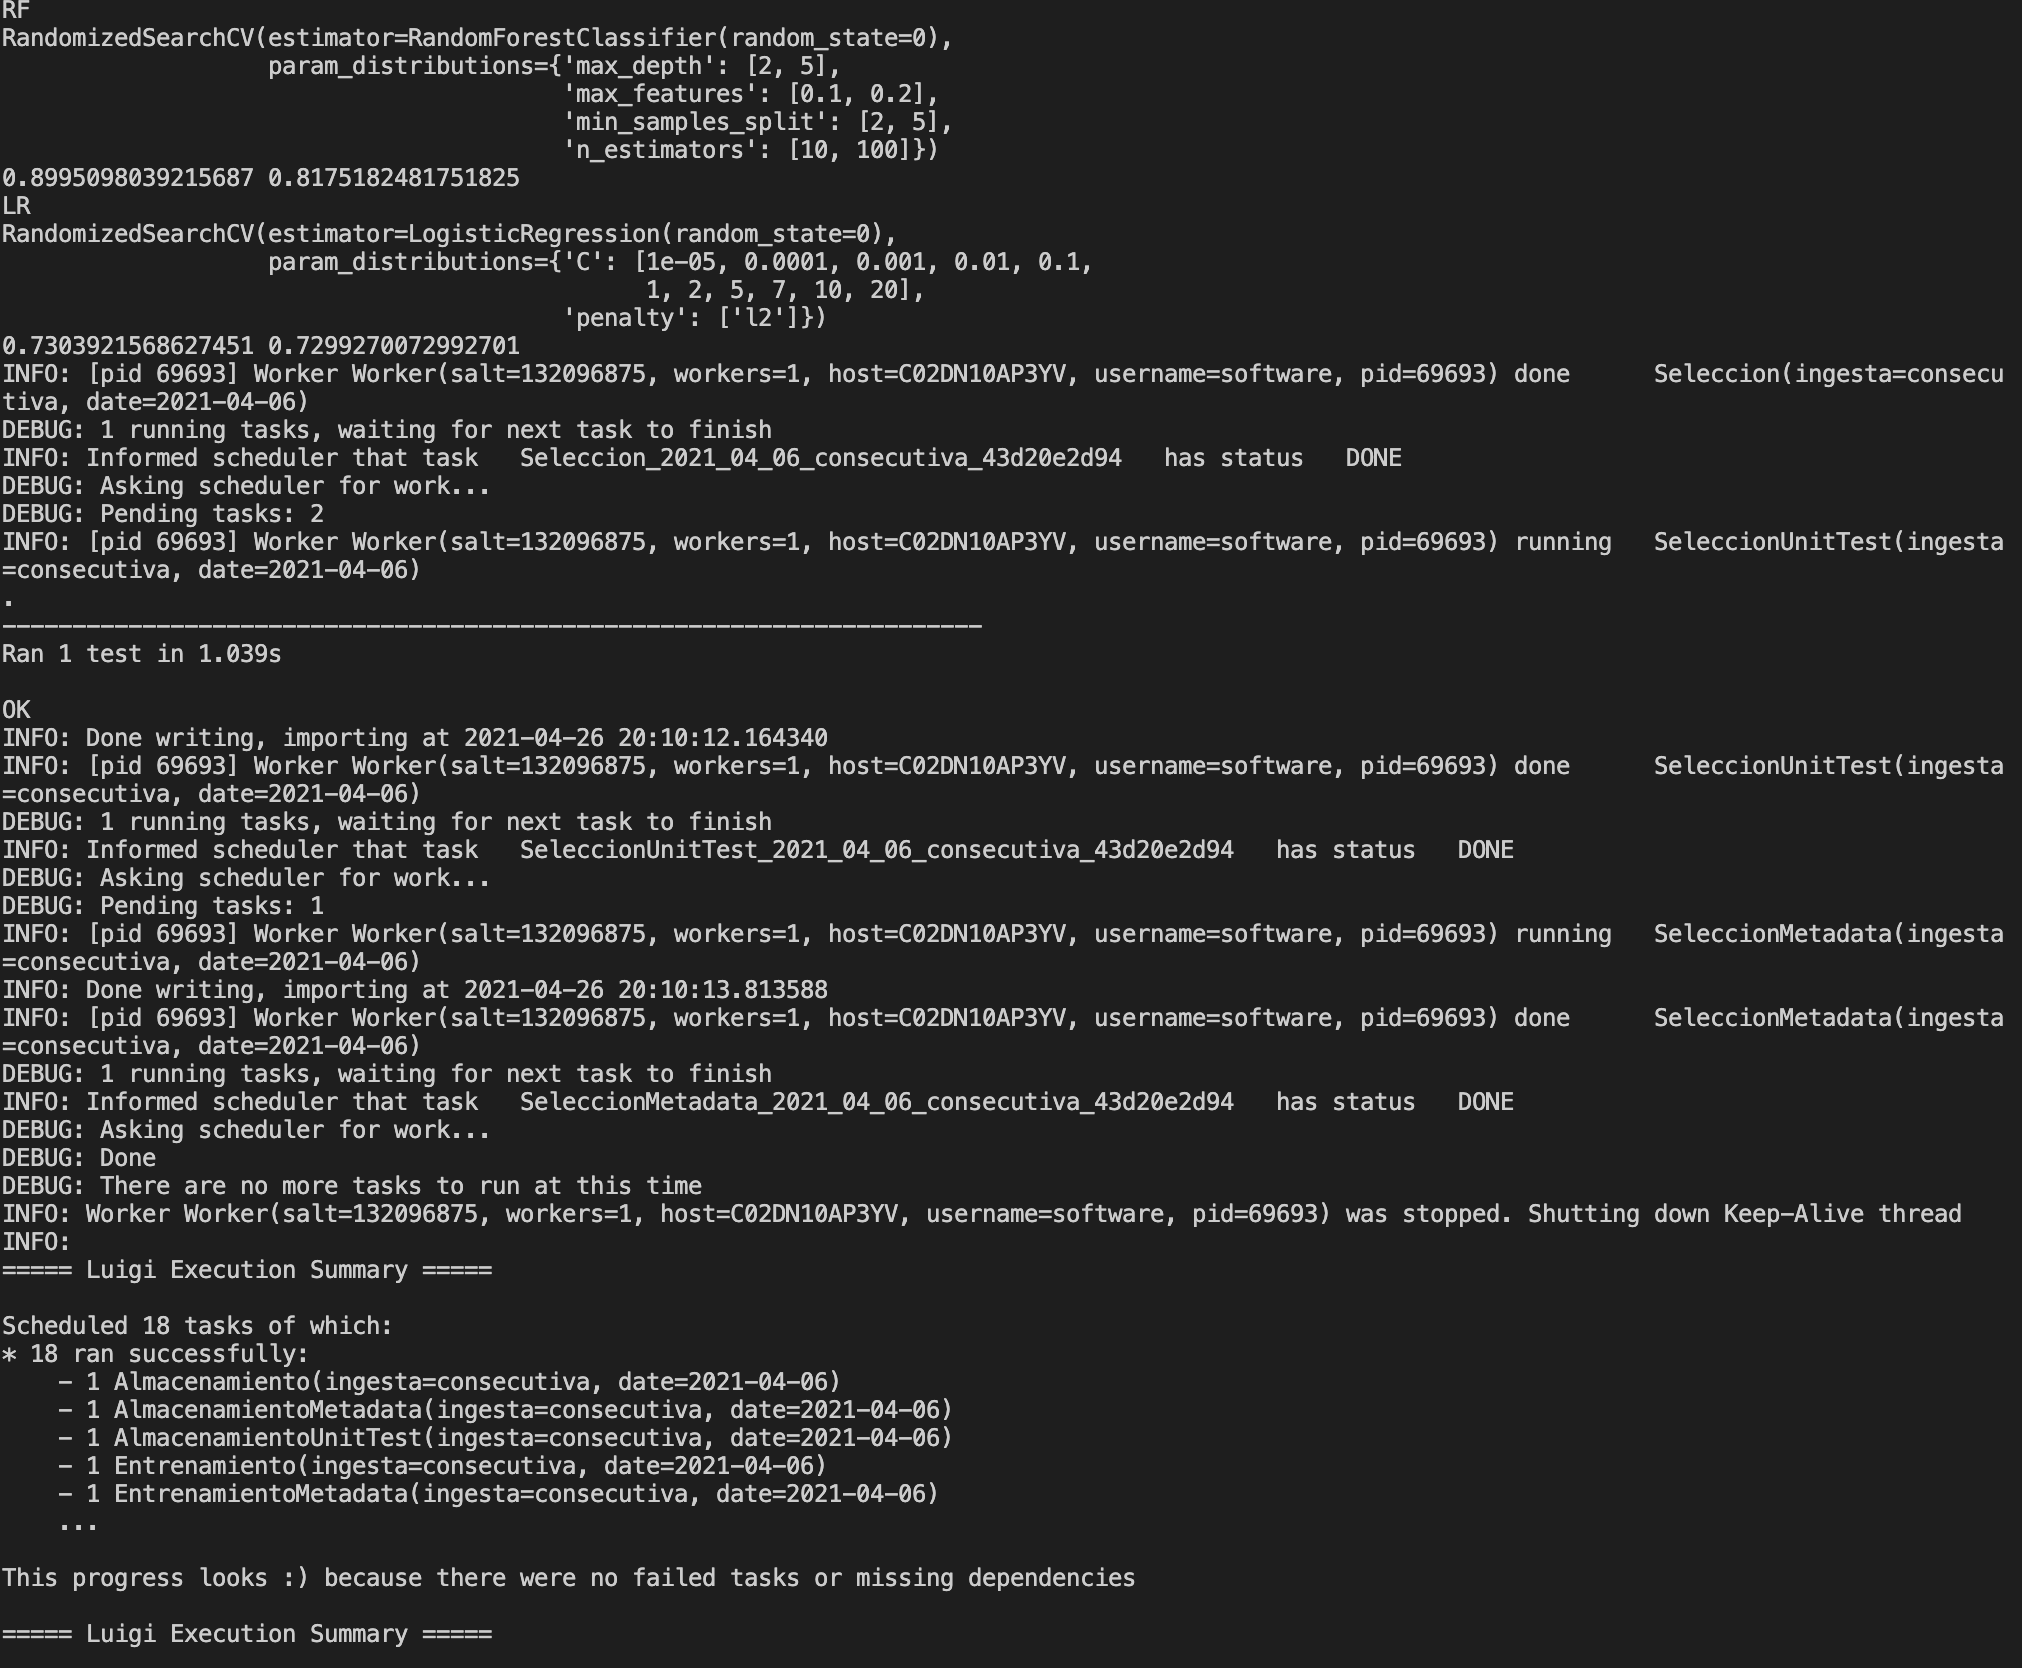 RF
RandomizedSearchCV(estimator=RandomForestClassifier(random_state=0),
                   param_distributions={'max_depth': [2, 5],
                                        'max_features': [0.1, 0.2],
                                        'min_samples_split': [2, 5],
                                        'n_estimators': [10, 100]})
0.8995098039215687 0.8175182481751825
LR
RandomizedSearchCV(estimator=LogisticRegression(random_state=0),
                   param_distributions={'C': [1e-05, 0.0001, 0.001, 0.01, 0.1,
                                              1, 2, 5, 7, 10, 20],
                                        'penalty': ['l2']})
0.7303921568627451 0.7299270072992701
INFO: [pid 69693] Worker Worker(salt=132096875, workers=1, host=C02DN10AP3YV, username=software, pid=69693) done      Seleccion(ingesta=consecu
tiva, date=2021-04-06)
DEBUG: 1 running tasks, waiting for next task to finish
INFO: Informed scheduler that task   Seleccion_2021_04_06_consecutiva_43d20e2d94   has status   DONE
DEBUG: Asking scheduler for work...
DEBUG: Pending tasks: 2
INFO: [pid 69693] Worker Worker(salt=132096875, workers=1, host=C02DN10AP3YV, username=software, pid=69693) running   SeleccionUnitTest(ingesta
=consecutiva, date=2021-04-06)
.
----------------------------------------------------------------------
Ran 1 test in 1.039s

OK
INFO: Done writing, importing at 2021-04-26 20:10:12.164340
INFO: [pid 69693] Worker Worker(salt=132096875, workers=1, host=C02DN10AP3YV, username=software, pid=69693) done      SeleccionUnitTest(ingesta
=consecutiva, date=2021-04-06)
DEBUG: 1 running tasks, waiting for next task to finish
INFO: Informed scheduler that task   SeleccionUnitTest_2021_04_06_consecutiva_43d20e2d94   has status   DONE
DEBUG: Asking scheduler for work...
DEBUG: Pending tasks: 1
INFO: [pid 69693] Worker Worker(salt=132096875, workers=1, host=C02DN10AP3YV, username=software, pid=69693) running   SeleccionMetadata(ingesta
=consecutiva, date=2021-04-06)
INFO: Done writing, importing at 2021-04-26 20:10:13.813588
INFO: [pid 69693] Worker Worker(salt=132096875, workers=1, host=C02DN10AP3YV, username=software, pid=69693) done      SeleccionMetadata(ingesta
=consecutiva, date=2021-04-06)
DEBUG: 1 running tasks, waiting for next task to finish
INFO: Informed scheduler that task   SeleccionMetadata_2021_04_06_consecutiva_43d20e2d94   has status   DONE
DEBUG: Asking scheduler for work...
DEBUG: Done
DEBUG: There are no more tasks to run at this time
INFO: Worker Worker(salt=132096875, workers=1, host=C02DN10AP3YV, username=software, pid=69693) was stopped. Shutting down Keep-Alive thread
INFO:
===== Luigi Execution Summary =====

Scheduled 18 tasks of which:
* 18 ran successfully:
    - 1 Almacenamiento(ingesta=consecutiva, date=2021-04-06)
    - 1 AlmacenamientoMetadata(ingesta=consecutiva, date=2021-04-06)
    - 1 AlmacenamientoUnitTest(ingesta=consecutiva, date=2021-04-06)
    - 1 Entrenamiento(ingesta=consecutiva, date=2021-04-06)
    - 1 EntrenamientoMetadata(ingesta=consecutiva, date=2021-04-06)
    ...

This progress looks :) because there were no failed tasks or missing dependencies

===== Luigi Execution Summary =====